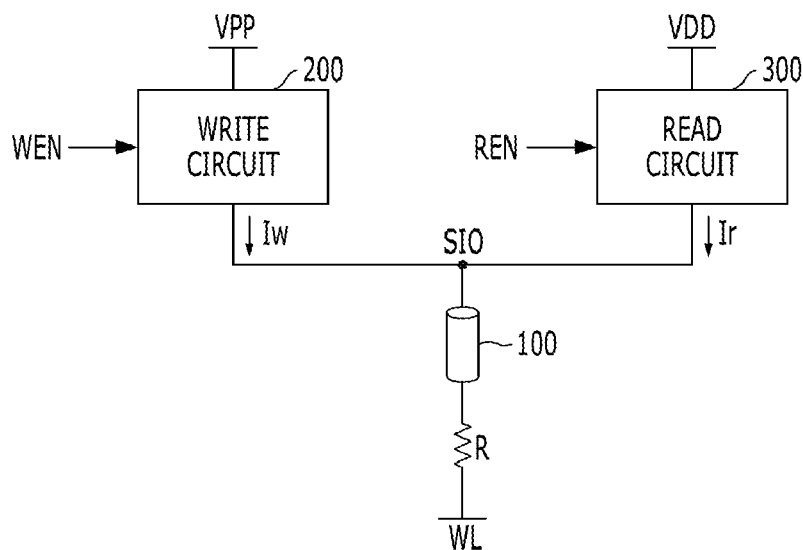 VPP
VDD
200
300
WEN
WRITE
CIRCUIT
REN
READ
CIRCUIT
Iw
SIO
Ir
100
R
WL